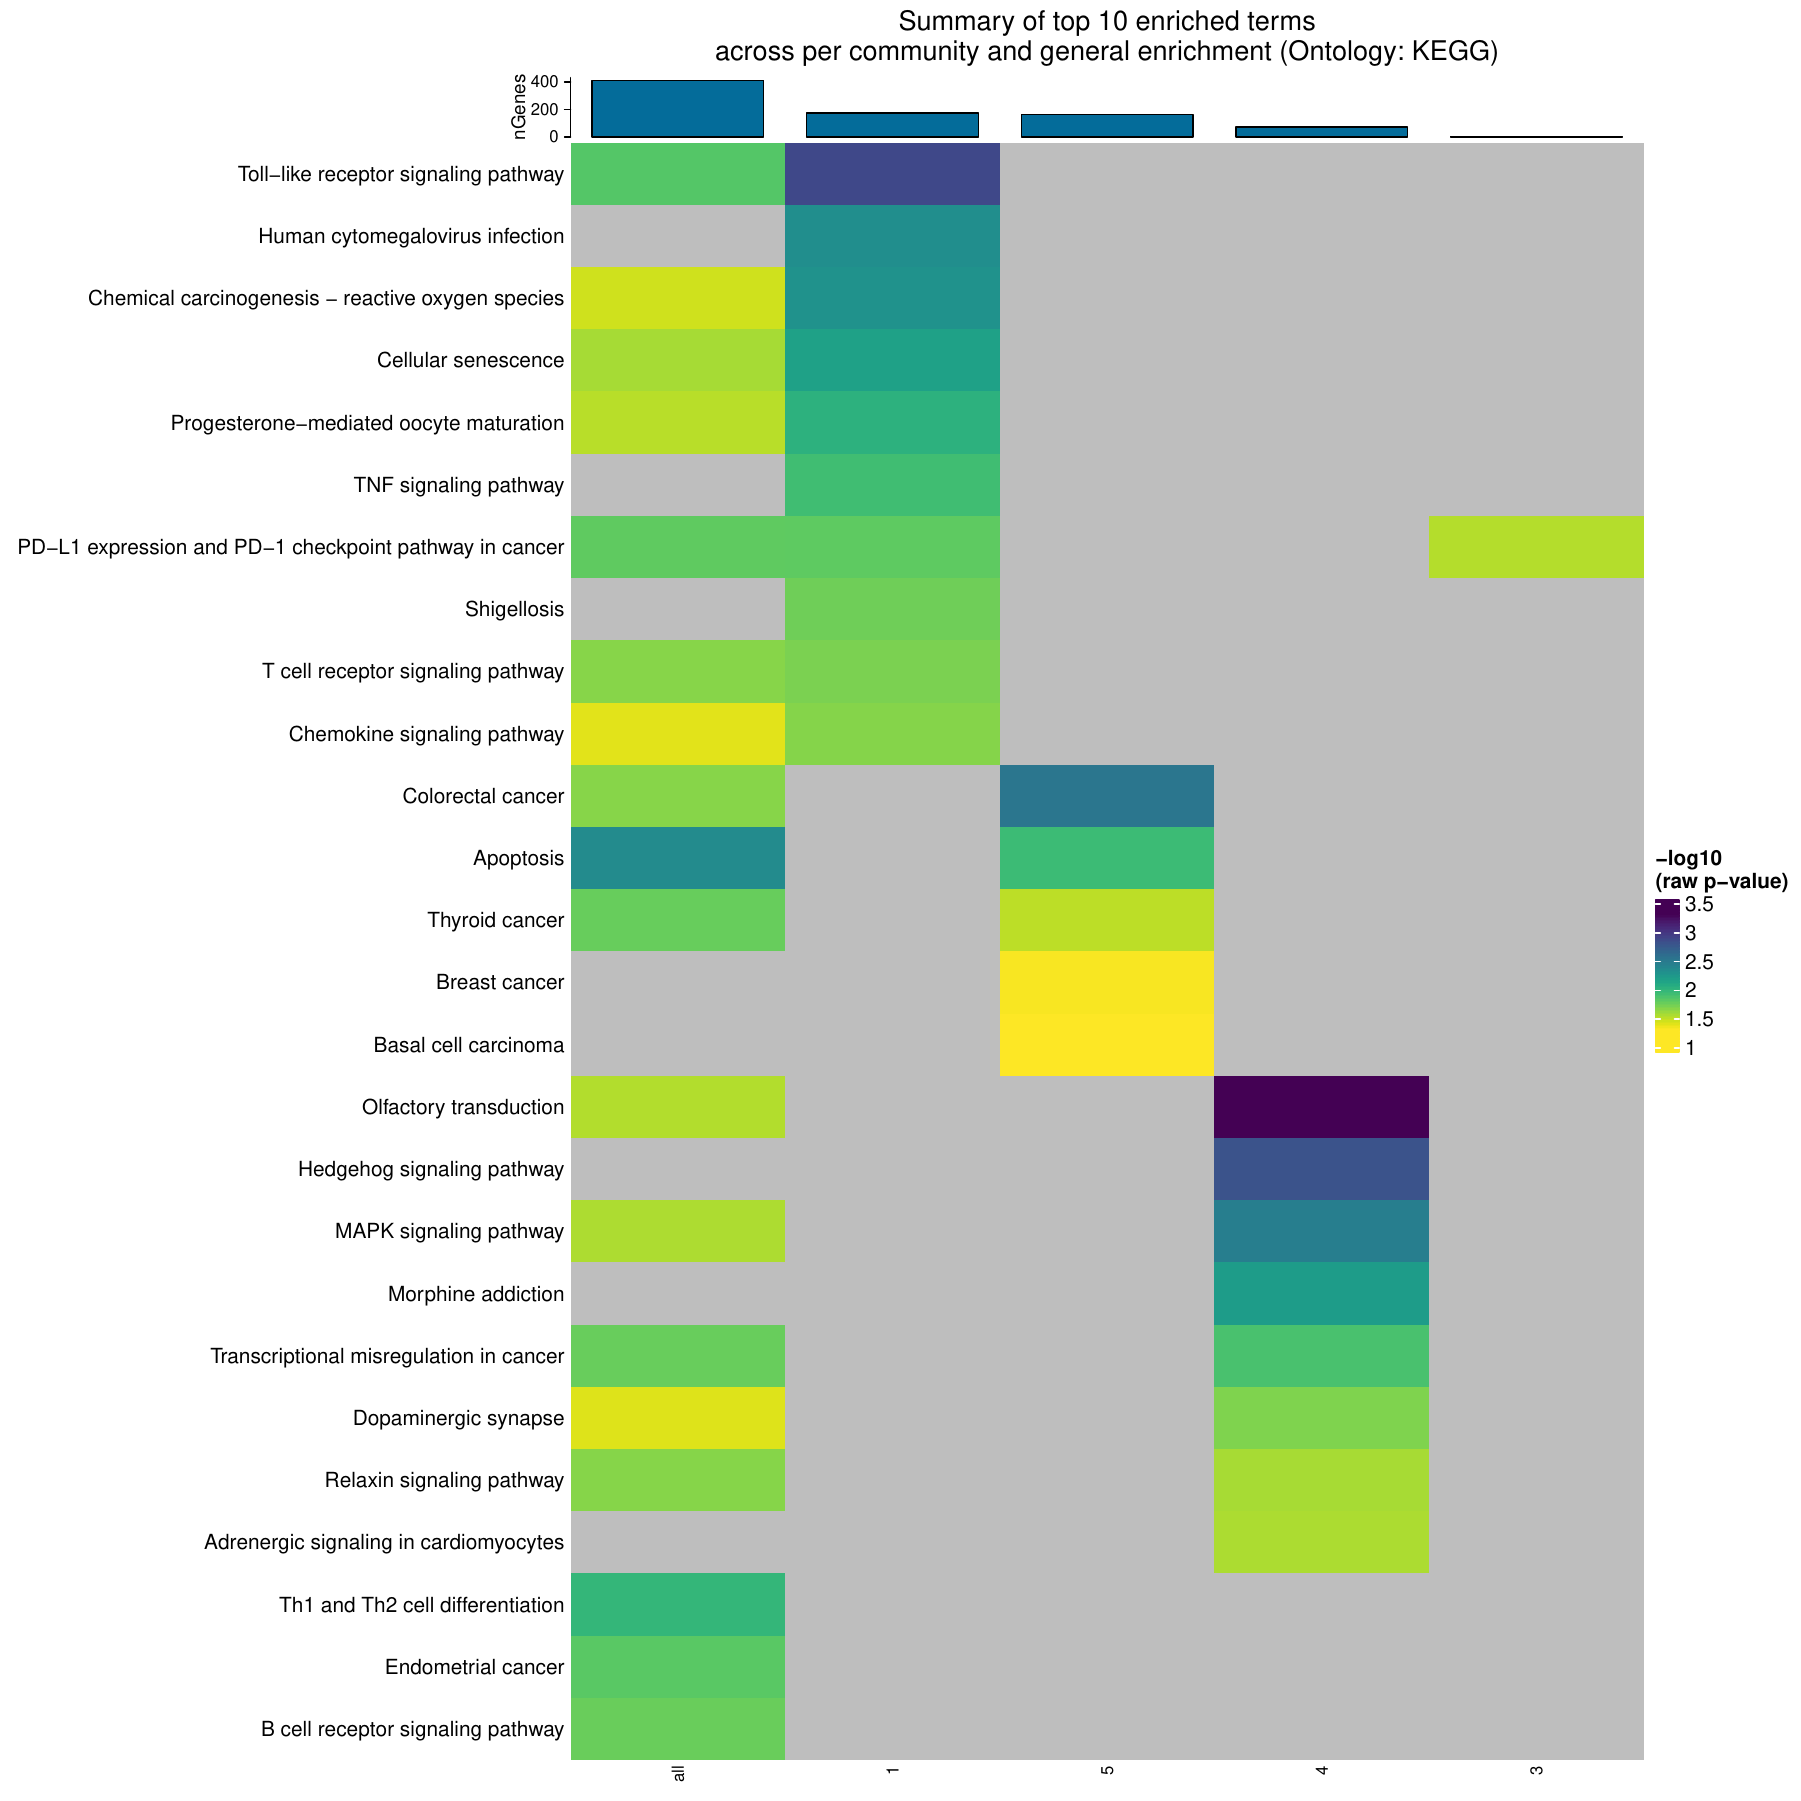 Summary of top 10 enriched terms
across per community and general enrichment (Ontology: KEGG)
nGenes
400
200
0
Toll−like receptor signaling pathway
Human cytomegalovirus infection
Chemical carcinogenesis − reactive oxygen species
Cellular senescence
Progesterone−mediated oocyte maturation
TNF signaling pathway
PD−L1 expression and PD−1 checkpoint pathway in cancer
Shigellosis
T cell receptor signaling pathway
Chemokine signaling pathway
Colorectal cancer
Apoptosis
Thyroid cancer
Breast cancer
Basal cell carcinoma
Olfactory transduction
Hedgehog signaling pathway
MAPK signaling pathway
Morphine addiction
Transcriptional misregulation in cancer
Dopaminergic synapse
Relaxin signaling pathway
Adrenergic signaling in cardiomyocytes
Th1 and Th2 cell differentiation
Endometrial cancer
B cell receptor signaling pathway
all
1
5
4
3
−log10
(raw p−value)
3.5
3
2.5
2
1.5
1